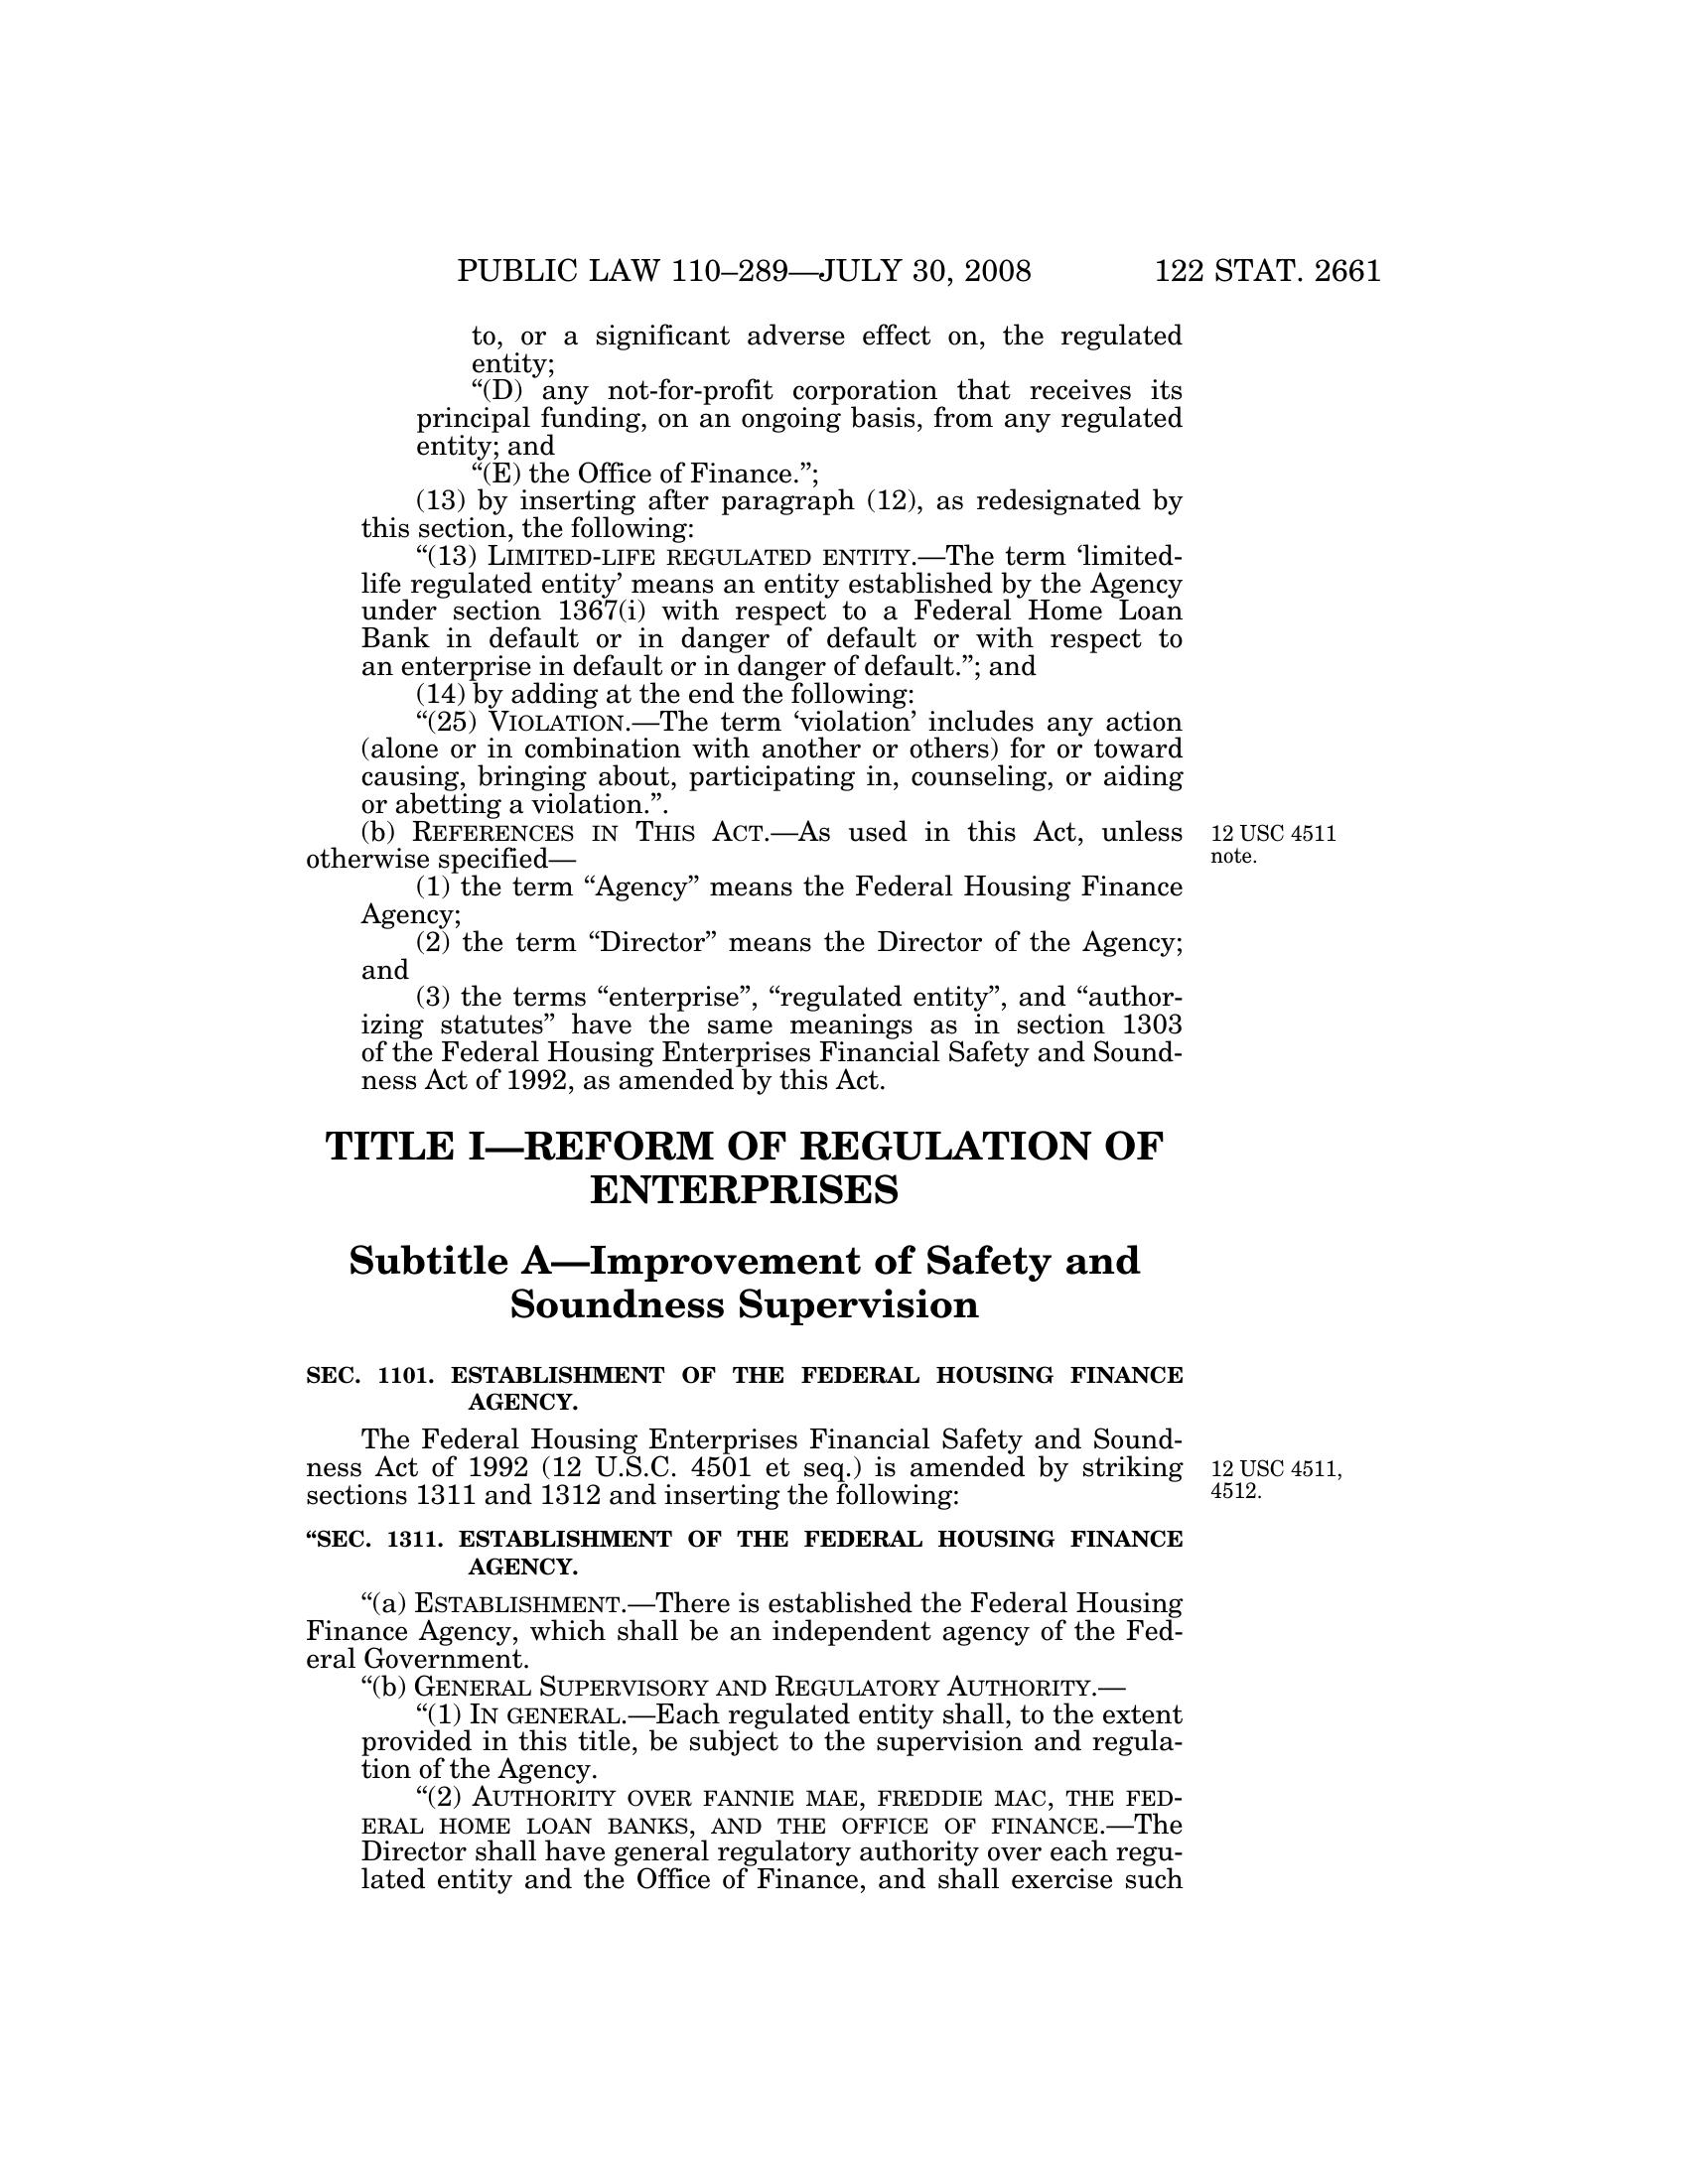 PUBLIC LAW 110–289—JULY 30, 2008 122 STAT. 2661
to, or a significant adverse effect on, the regulated
entity;
“(D) any not-for-profit corporation that receives its
principal funding, on an ongoing basis, from any regulated
entity; and
“(E) the Office of Finance.”;
(13) by inserting after paragraph (12), as redesignated by
this section, the following:
“(13) LIMITED-LIFE REGULATED ENTITY.—The term ‘limited-
life regulated entity’ means an entity established by the Agency
under section 1367(i) with respect to a Federal Home Loan
Bank in default or in danger of default or with respect to
an enterprise in default or in danger of default.”; and
(14) by adding at the end the following:
“(25) VIOLATION.—The term ‘violation’ includes any action
(alone or in combination with another or others) for or toward
causing, bringing about, participating in, counseling, or aiding
or abetting a violation.”.
(b) REFERENCES IN THIS ACT.—As used in this Act, unless
otherwise specified—
12 USC 4511
note.
(1) the term “Agency” means the Federal Housing Finance
Agency;
(2) the term “Director” means the Director of the Agency;
and
(3) the terms “enterprise”, “regulated entity”, and “author-
izing statutes” have the same meanings as in section 1303
of the Federal Housing Enterprises Financial Safety and Sound-
ness Act of 1992, as amended by this Act.
TITLE I—REFORM OF REGULATION OF
ENTERPRISES
Subtitle A—Improvement of Safety and
Soundness Supervision
SEC. 1101. ESTABLISHMENT OF THE FEDERAL HOUSING FINANCE
AGENCY.
The Federal Housing Enterprises Financial Safety and Sound-
ness Act of 1992 (12 U.S.C. 4501 et seq.) is amended by striking
sections 1311 and 1312 and inserting the following:
12 USC 4511,
4512.
“SEC. 1311. ESTABLISHMENT OF THE FEDERAL HOUSING FINANCE
AGENCY.
“(a) ESTABLISHMENT.—There is established the Federal Housing
Finance Agency, which shall be an independent agency of the Fed-
eral Government.
“(b) GENERAL SUPERVISORY AND REGULATORY AUTHORITY.—
“(1) IN GENERAL.—Each regulated entity shall, to the extent
provided in this title, be subject to the supervision and regula-
tion of the Agency.
“(2) AUTHORITY OVER FANNIE MAE, FREDDIE MAC, THE FED-
ERAL HOME LOAN BANKS, AND THE OFFICE OF FINANCE.—The
Director shall have general regulatory authority over each regu-
lated entity and the Office of Finance, and shall exercise such